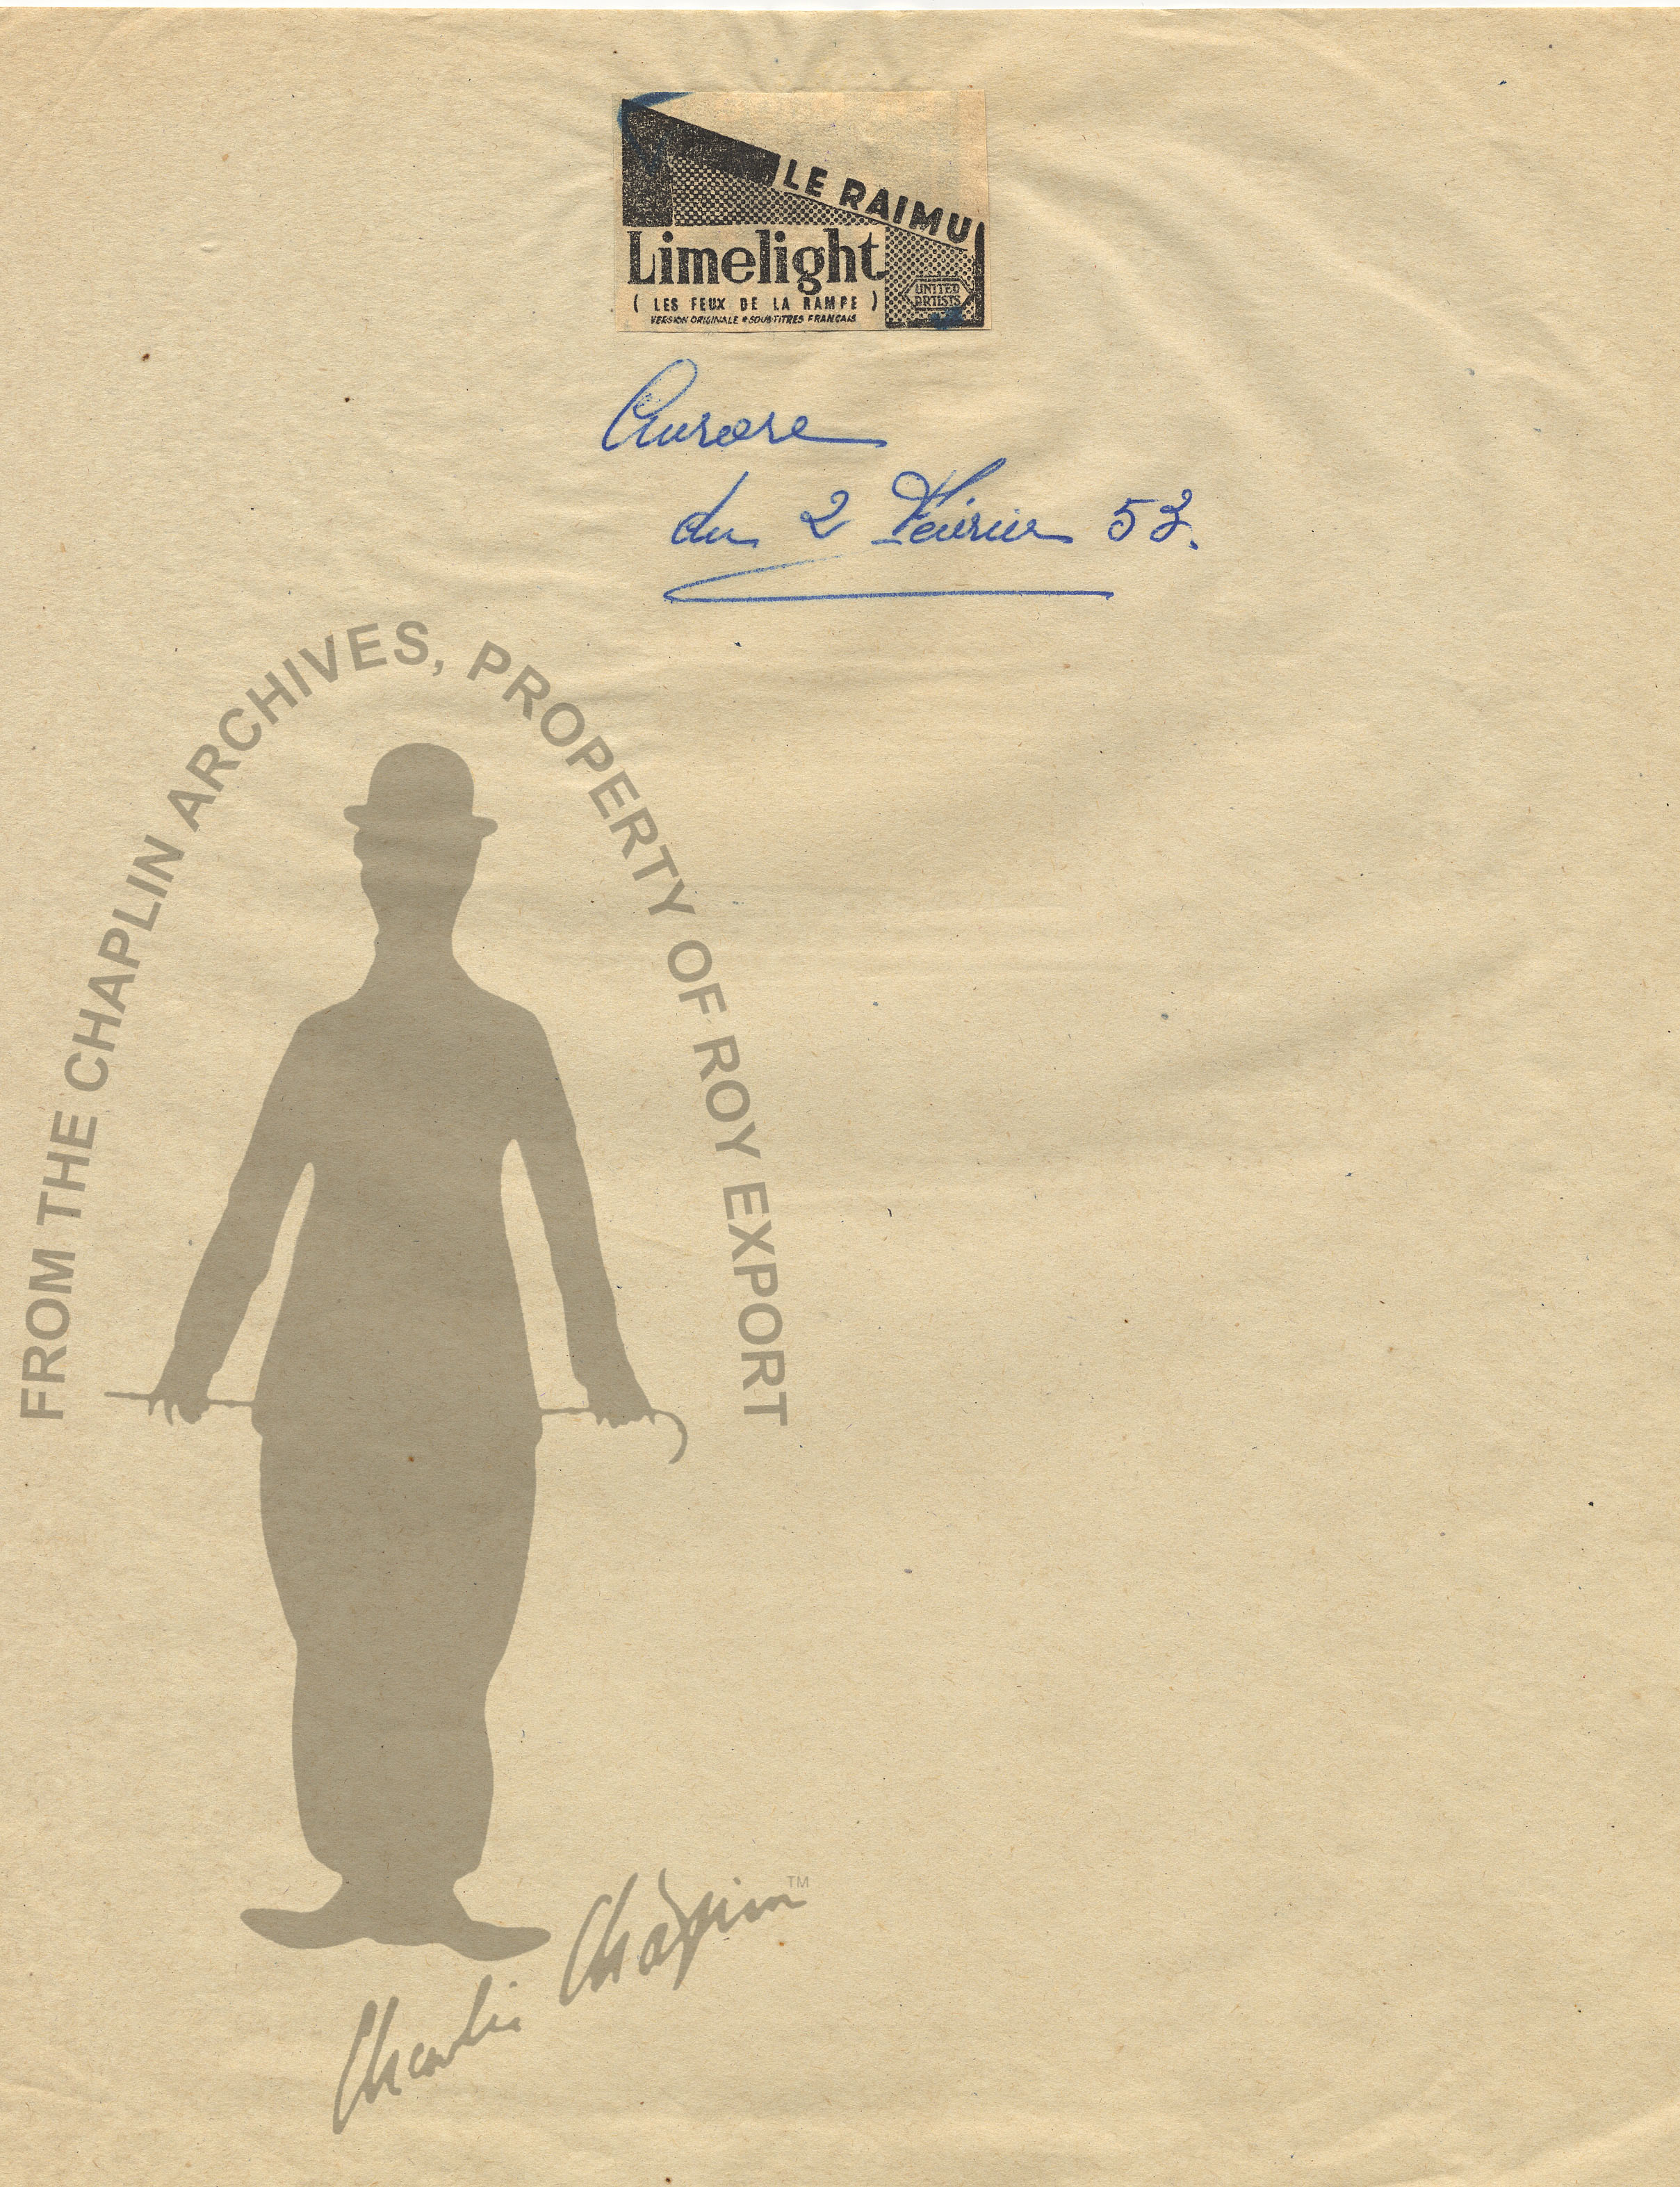 LE RAIMU
Limelight
( LES FEUX DE LA RAMPE )
VERSION ORIGINALE * SOUS-TITRES FRANÇAIS
UNITED
ARTISTS
Aurore
du 2 Février 53.
FROM THE CHAPLIN ARCHIVES, PROPERTY OF ROY EXPORT
Charlie Chaplin
TM